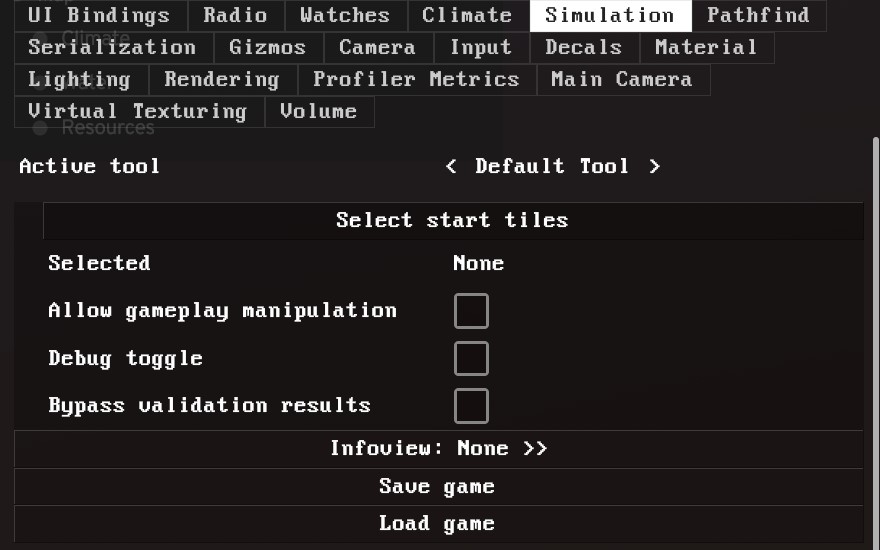 UI Bindings Radio Watches Climate Simulation Pathfind
Climate
Serialization Gizmos Camera Input Decals Material
Lighting Rendering Profiler Metrics Main Camera
Virtual Texturing Volume
Resources
Active tool < Default Tool >
Select start tiles
Selected None
Allow gameplay manipulation
Debug toggle
Bypass validation results
Infoview: None >>
Save game
Load game